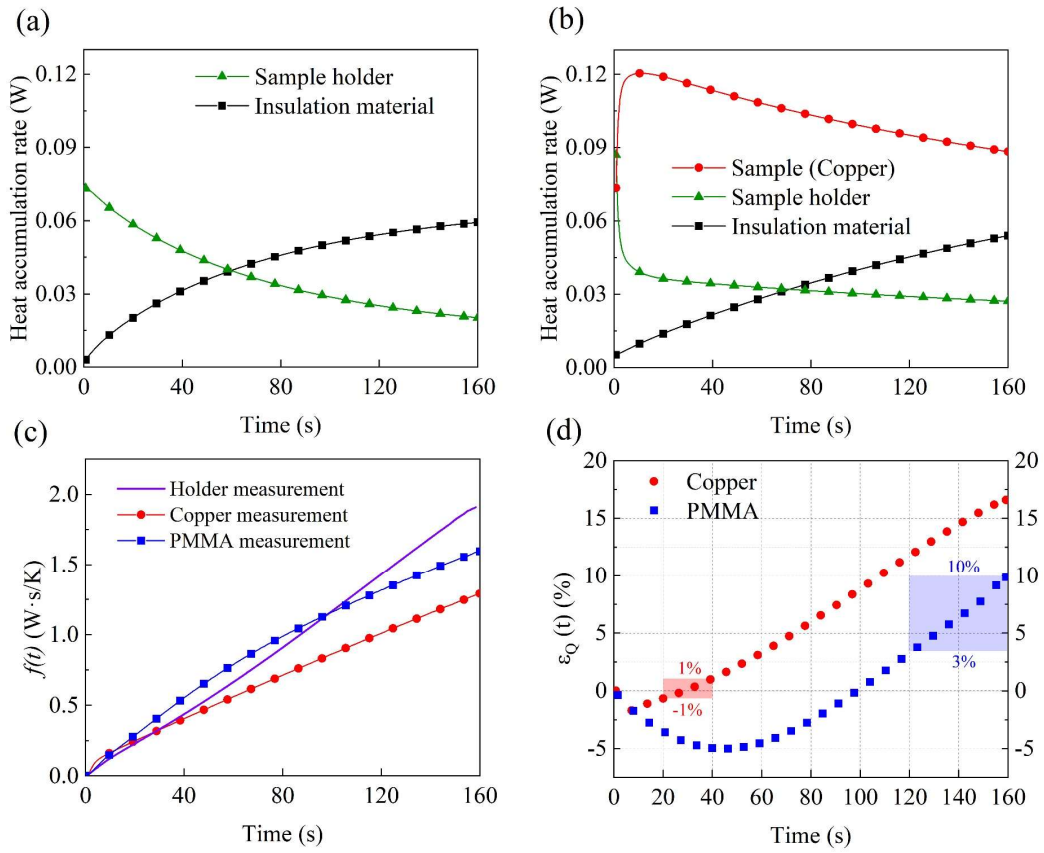 (a)
Heat accumulation rate (W)
0.12
0.09
0.06
0.03
0.00
Sample holder
Insulation material
0 40 80 120 160
Time (s)
(b)
Heat accumulation rate (W)
0.12
0.09
0.06
0.03
0.00
Sample (Copper)
Sample holder
Insulation material
0 40 80 120 160
Time (s)
(c)
f(t) (W·s/K)
2.0
1.5
1.0
0.5
0.0
Holder measurement
Copper measurement
PMMA measurement
0 40 80 120 160
Time (s)
(d)
εQ (t) (%)
20
15
10
5
0
-5
Copper
PMMA
1%
-1%
10%
3%
20
15
10
5
0
-5
0 20 40 60 80 100 120 140 160
Time (s)